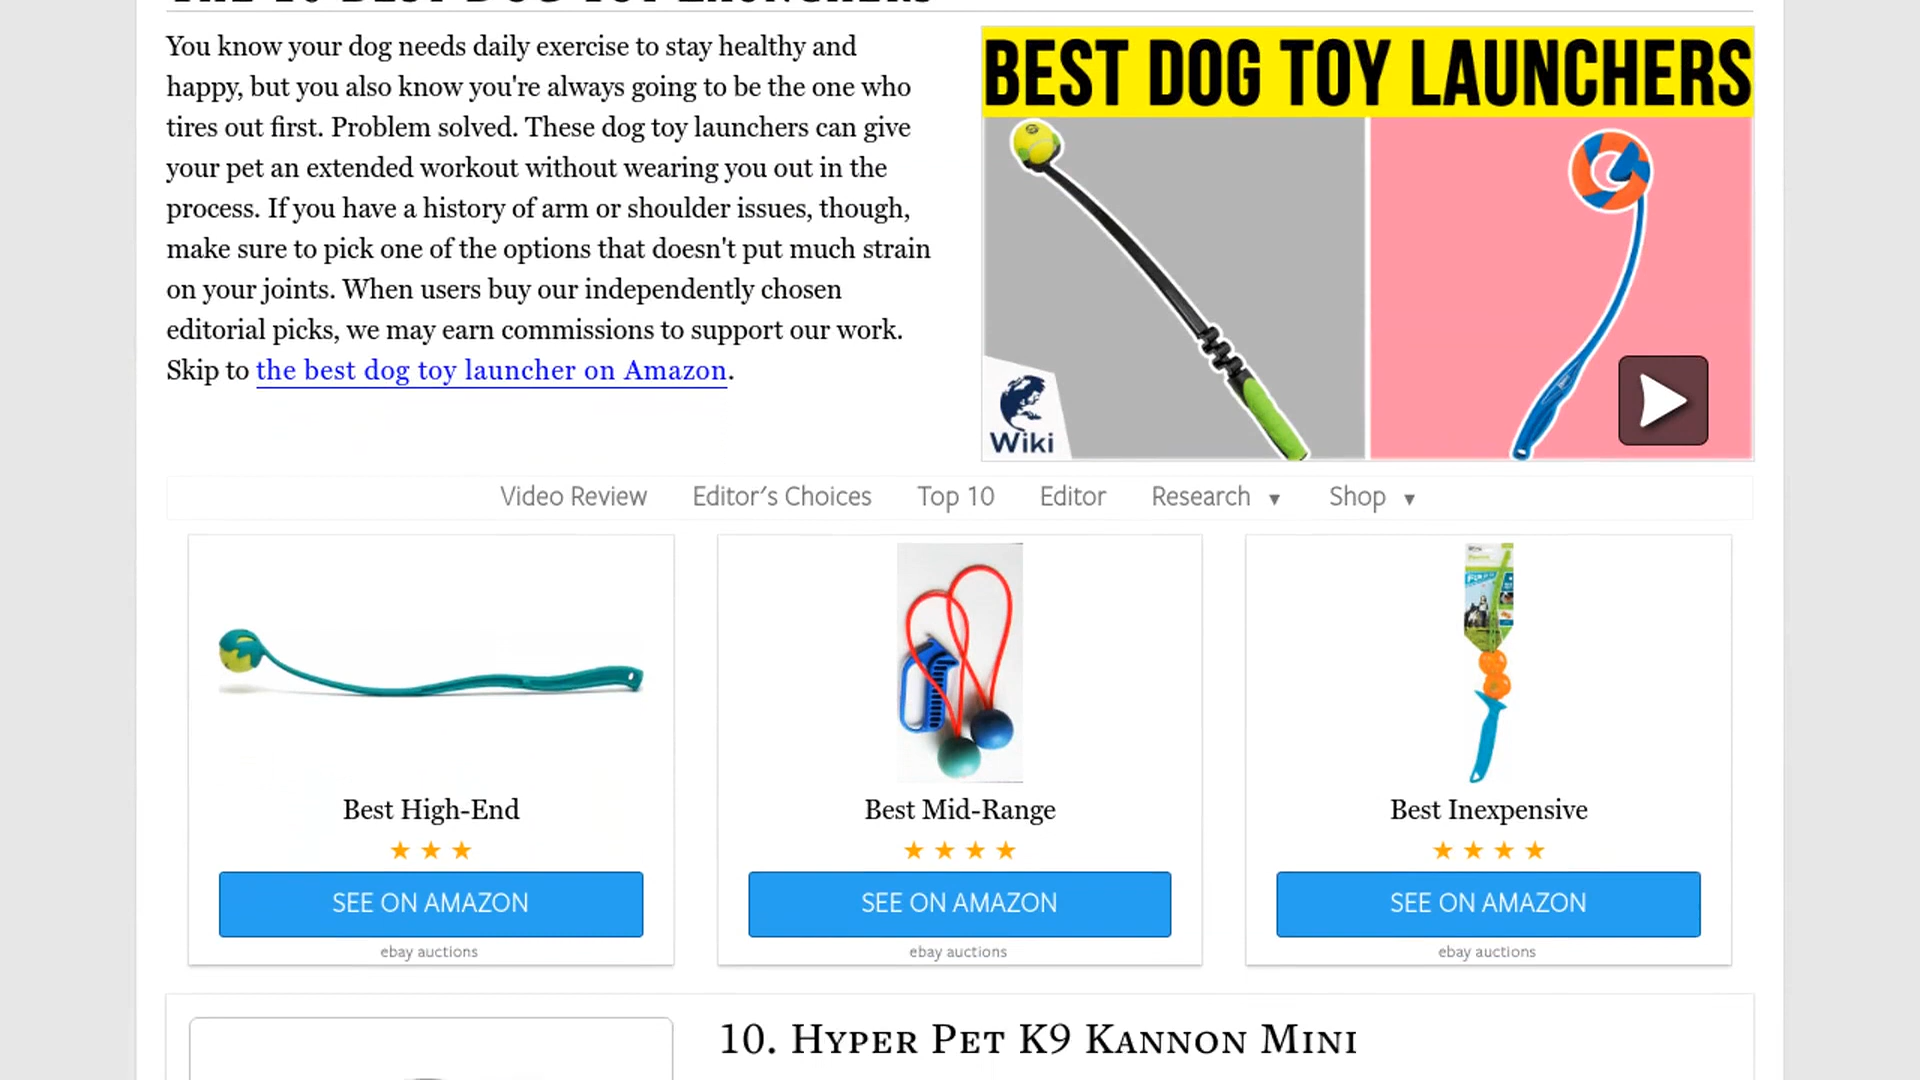 THE 10 BEST DOG TOY LAUNCHERS
You know your dog needs daily exercise to stay healthy and
happy, but you also know you're always going to be the one who
tires out first. Problem solved. These dog toy launchers can give
your pet an extended workout without wearing you out in the
process. If you have a history of arm or shoulder issues, though,
make sure to pick one of the options that doesn't put much strain
on your joints. When users buy our independently chosen
editorial picks, we may earn commissions to support our work.
Skip to the best dog toy launcher on Amazon.
BEST DOG TOY LAUNCHERS
Wiki
Video Review Editor's Choices Top 10 Editor Research ▼ Shop ▼
Best High-End
★ ★ ★
SEE ON AMAZON
ebay auctions
Best Mid-Range
★ ★ ★ ★
SEE ON AMAZON
ebay auctions
Best Inexpensive
★ ★ ★ ★
SEE ON AMAZON
ebay auctions
10. HYPER PET K9 KANNON MINI